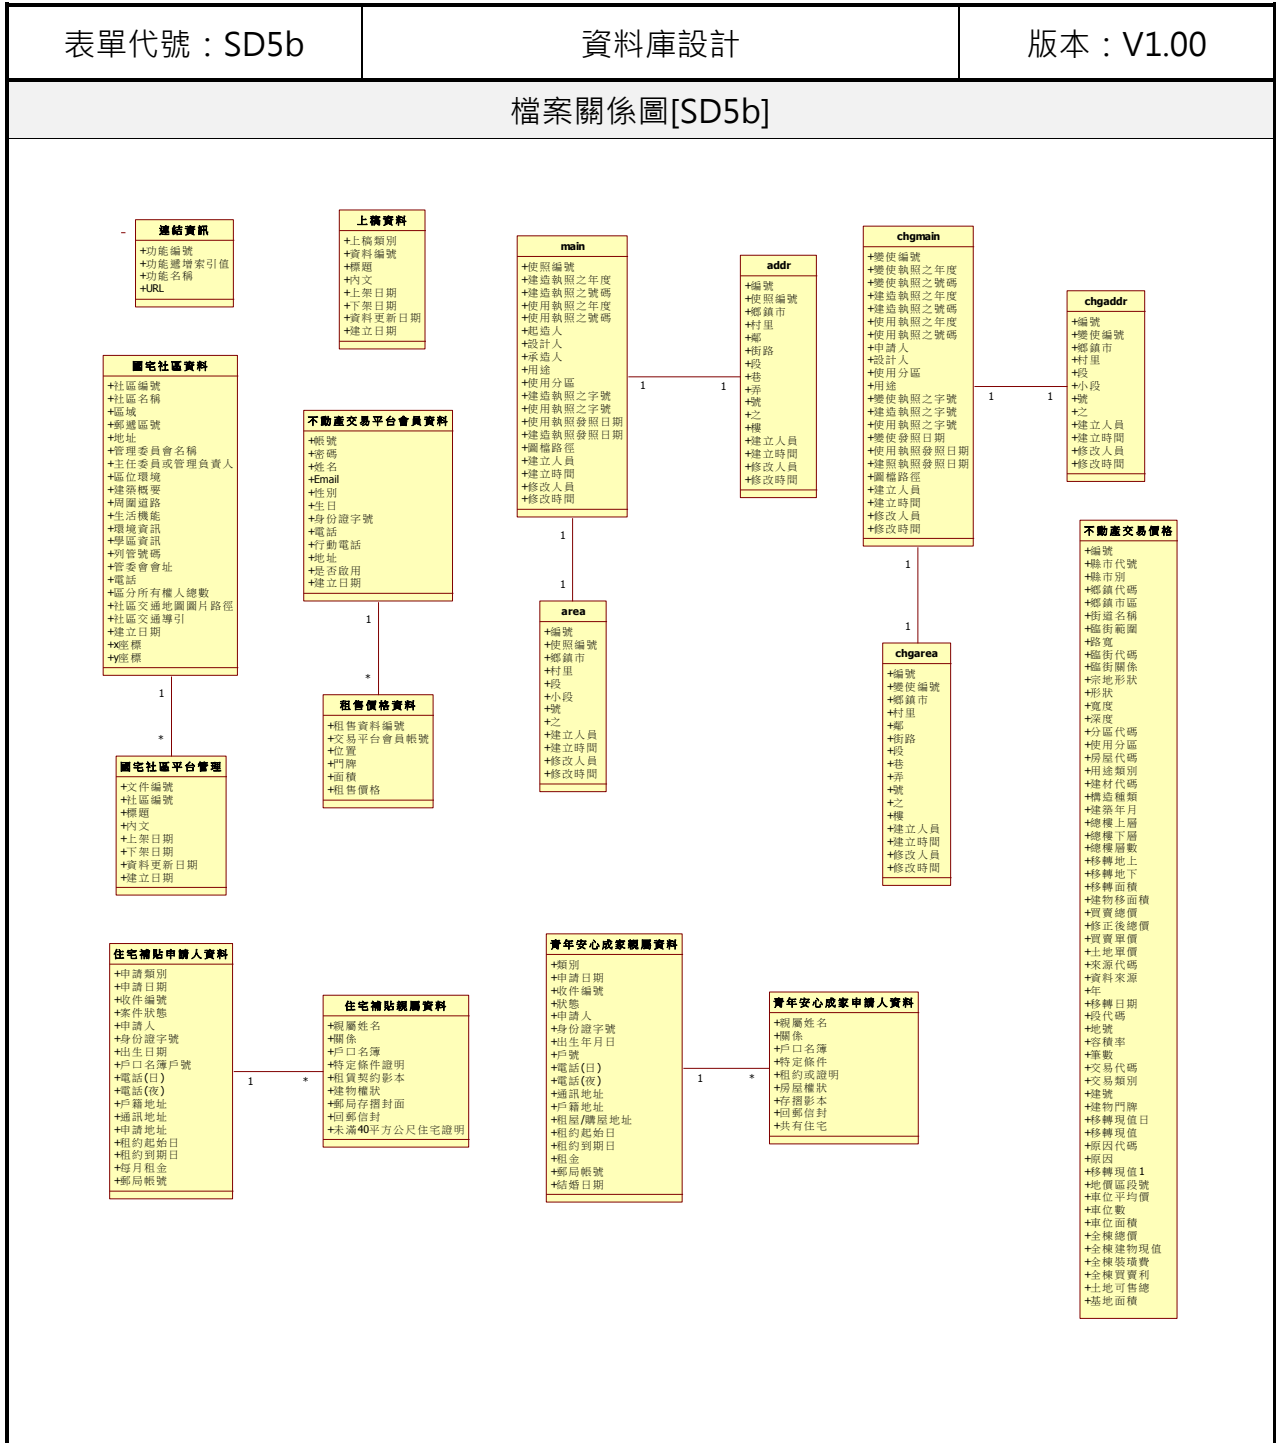 表單代號：SD5b
資料庫設計
版本：V1.00
檔案關係圖[SD5b]
連結資訊
+功能編號
+功能遞增索引值
+功能名稱
+URL
上稿資料
+上稿類別
+資料編號
+標題
+內文
+上架日期
+下架日期
+資料更新日期
+建立日期
main
+使照編號
+建造執照之年度
+建造執照之號碼
+使用執照之年度
+使用執照之號碼
+起造人
+設計人
+承造人
+用途
+使用分區
+建造執照之字號
+使用執照之字號
+使用執照發照日期
+建造執照發照日期
+圖檔路徑
+建立人員
+建立時間
+修改人員
+修改時間
1
1
addr
+編號
+使照編號
+鄉鎮市
+村里
+鄰
+街路
+段
+巷
+弄
+號
+之
+樓
+建立人員
+建立時間
+修改人員
+修改時間
chgmain
+變使編號
+變使執照之年度
+變使執照之號碼
+建造執照之年度
+建造執照之號碼
+使用執照之年度
+使用執照之號碼
+申請人
+設計人
+使用分區
+用途
+變使執照之字號
+建造執照之字號
+使用執照之字號
+變使發照日期
+使用執照發照日期
+建照執照發照日期
+圖檔路徑
+建立人員
+建立時間
+修改人員
+修改時間
1
1
chgaddr
+編號
+變使編號
+鄉鎮市
+村里
+段
+小段
+號
+之
+建立人員
+建立時間
+修改人員
+修改時間
國宅社區資料
+社區編號
+社區名稱
+區域
+郵遞區號
+地址
+管理委員會名稱
+主任委員或管理負責人
+區位環境
+建築概要
+周圍道路
+生活機能
+環境資訊
+學區資訊
+列管號碼
+管委會會址
+電話
+區分所有權人總數
+社區交通地圖圖片路徑
+社區交通導引
+建立日期
+x座標
+y座標
1
*
國宅社區平台管理
+文件編號
+社區編號
+標題
+內文
+上架日期
+下架日期
+資料更新日期
+建立日期
不動產交易平台會員資料
+帳號
+密碼
+姓名
+Email
+性別
+生日
+身份證字號
+電話
+行動電話
+地址
+是否啟用
+建立日期
1
*
租售價格資料
+租售資料編號
+交易平台會員帳號
+位置
+門牌
+面積
+租售價格
1
1
area
+編號
+使照編號
+鄉鎮市
+村里
+段
+小段
+號
+之
+建立人員
+建立時間
+修改人員
+修改時間
1
1
chgarea
+編號
+變使編號
+鄉鎮市
+村里
+鄰
+街路
+段
+巷
+弄
+號
+之
+樓
+建立人員
+建立時間
+修改人員
+修改時間
不動產交易價格
+編號
+縣市代號
+縣市別
+鄉鎮代碼
+鄉鎮市區
+街道名稱
+臨街範圍
+路寬
+臨街代碼
+臨街關係
+宗地形狀
+形狀
+寬度
+深度
+分區代碼
+使用分區
+房屋代碼
+用途類別
+建材代碼
+構造種類
+建築年月
+總樓上層
+總樓下層
+總樓層數
+移轉地上
+移轉地下
+移轉面積
+建物移面積
+買賣總價
+修正後總價
+買賣單價
+土地單價
+來源代碼
+資料來源
+年
+移轉日期
+段代碼
+地號
+容積率
+筆數
+交易代碼
+交易類別
+建號
+建物門牌
+移轉現值日
+移轉現值
+原因代碼
+原因
+移轉現值1
+地價區段號
+車位平均價
+車位數
+車位面積
+全棟總價
+全棟建物現值
+全棟裝璜費
+全棟買賣利
+土地可售總
+基地面積
住宅補貼申請人資料
+申請類別
+申請日期
+收件編號
+案件狀態
+申請人
+身份證字號
+出生日期
+戶口名簿戶號
+電話(日)
+電話(夜)
+戶籍地址
+通訊地址
+申請地址
+租約起始日
+租約到期日
+每月租金
+郵局帳號
1
*
住宅補貼親屬資料
+親屬姓名
+關係
+戶口名簿
+特定條件證明
+租賃契約影本
+建物權狀
+郵局存摺封面
+回郵信封
+未滿40平方公尺住宅證明
青年安心成家親屬資料
+類別
+申請日期
+收件編號
+狀態
+申請人
+身份證字號
+出生年月日
+戶號
+電話(日)
+電話(夜)
+通訊地址
+戶籍地址
+租屋/購屋地址
+租約起始日
+租約到期日
+租金
+郵局帳號
+結婚日期
1
*
青年安心成家申請人資料
+親屬姓名
+關係
+戶口名簿
+特定條件
+租約或證明
+房屋權狀
+存摺影本
+回郵信封
+共有住宅